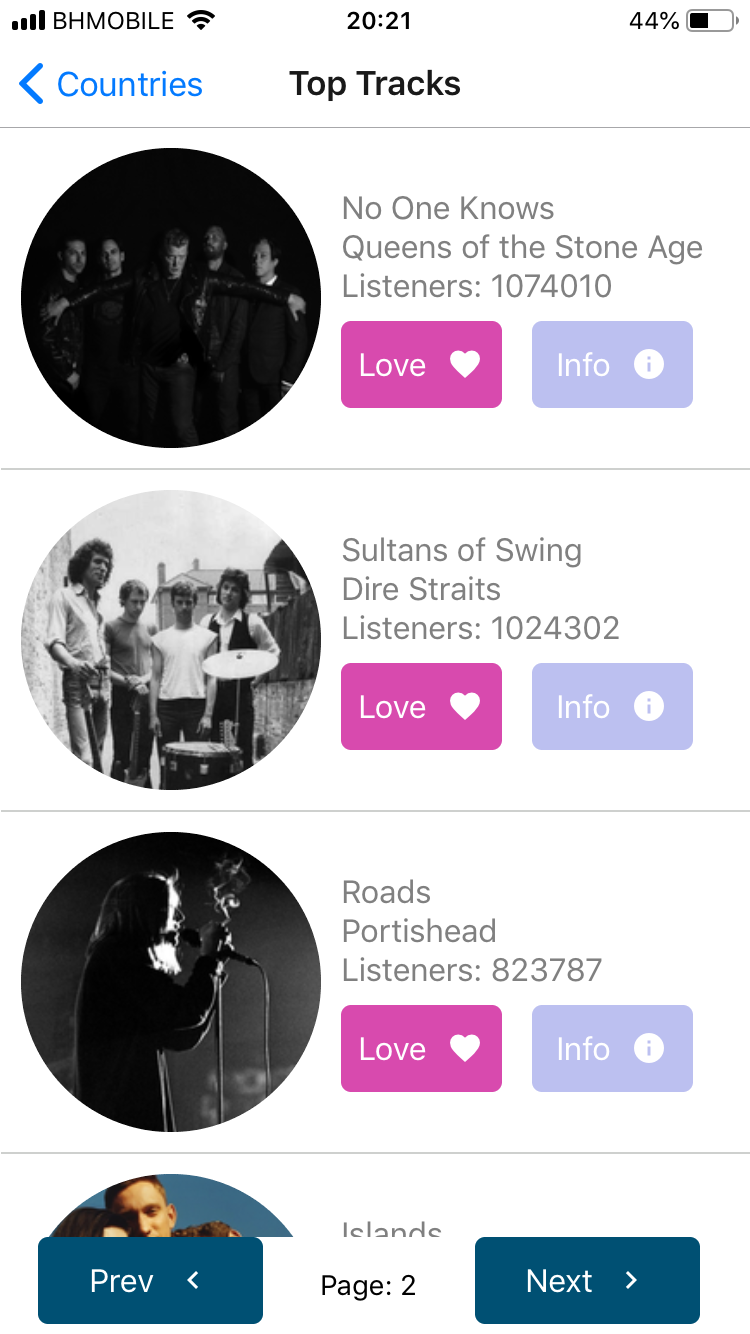 BHMOBILE 20:21 44%
Countries Top Tracks
No One Knows
Queens of the Stone Age
Listeners: 1074010
Love Info
Sultans of Swing
Dire Straits
Listeners: 1024302
Love Info
Roads
Portishead
Listeners: 823787
Love Info
Islands
Prev Page: 2 Next